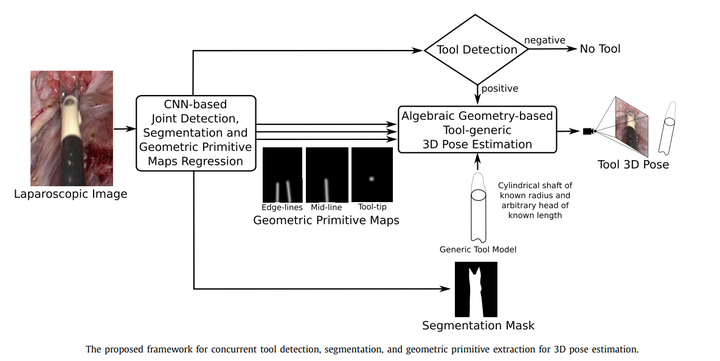 Tool Detection
negative
No Tool
positive
CNN-based
Joint Detection,
Segmentation and
Geometric Primitive
Maps Regression
Algebraic Geometry-based
Tool-generic
3D Pose Estimation
Tool 3D Pose
Laparoscopic Image
Edge-lines Mid-line Tool-tip
Geometric Primitive Maps
Cylindrical shaft of
known radius and
arbitrary head of
known length
Generic Tool Model
Segmentation Mask
The proposed framework for concurrent tool detection, segmentation, and geometric primitive extraction for 3D pose estimation.